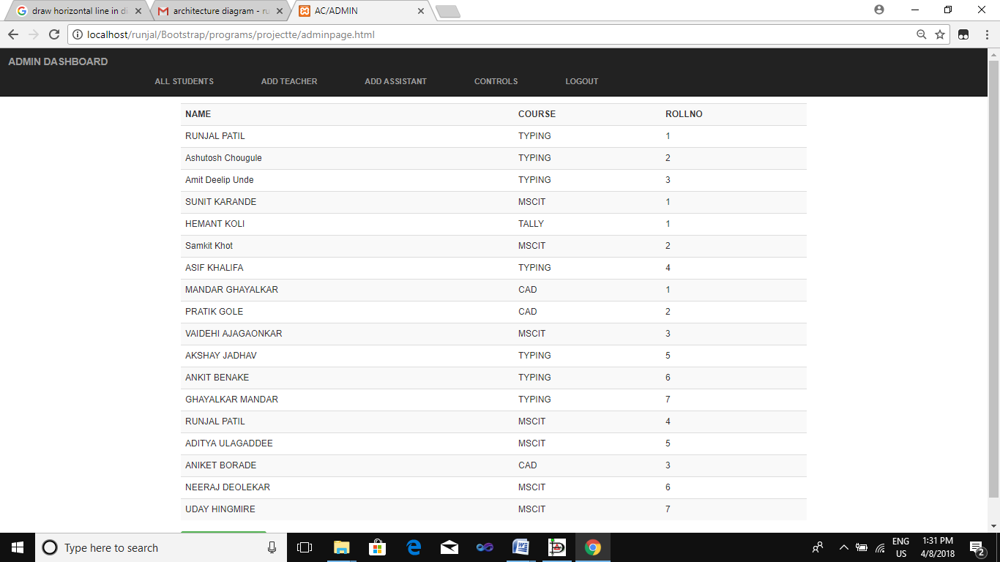 draw horizontal line in di
architecture diagram - ru
AC/ADMIN
localhost/runjal/Bootstrap/programs/projectte/adminpage.html
ADMIN DASHBOARD
ALL STUDENTS ADD TEACHER ADD ASSISTANT CONTROLS LOGOUT
NAME COURSE ROLLNO
RUNJAL PATIL TYPING 1
Ashutosh Chougule TYPING 2
Amit Deelip Unde TYPING 3
SUNIT KARANDE MSCIT 1
HEMANT KOLI TALLY 1
Samkit Khot MSCIT 2
ASIF KHALIFA TYPING 4
MANDAR GHAYALKAR CAD 1
PRATIK GOLE CAD 2
VAIDEHI AJAGAONKAR MSCIT 3
AKSHAY JADHAV TYPING 5
ANKIT BENAKE TYPING 6
GHAYALKAR MANDAR TYPING 7
RUNJAL PATIL MSCIT 4
ADITYA ULAGADDEE MSCIT 5
ANIKET BORADE CAD 3
NEERAJ DEOLEKAR MSCIT 6
UDAY HINGMIRE MSCIT 7
Type here to search
ENG
US
1:31 PM
4/8/2018
2